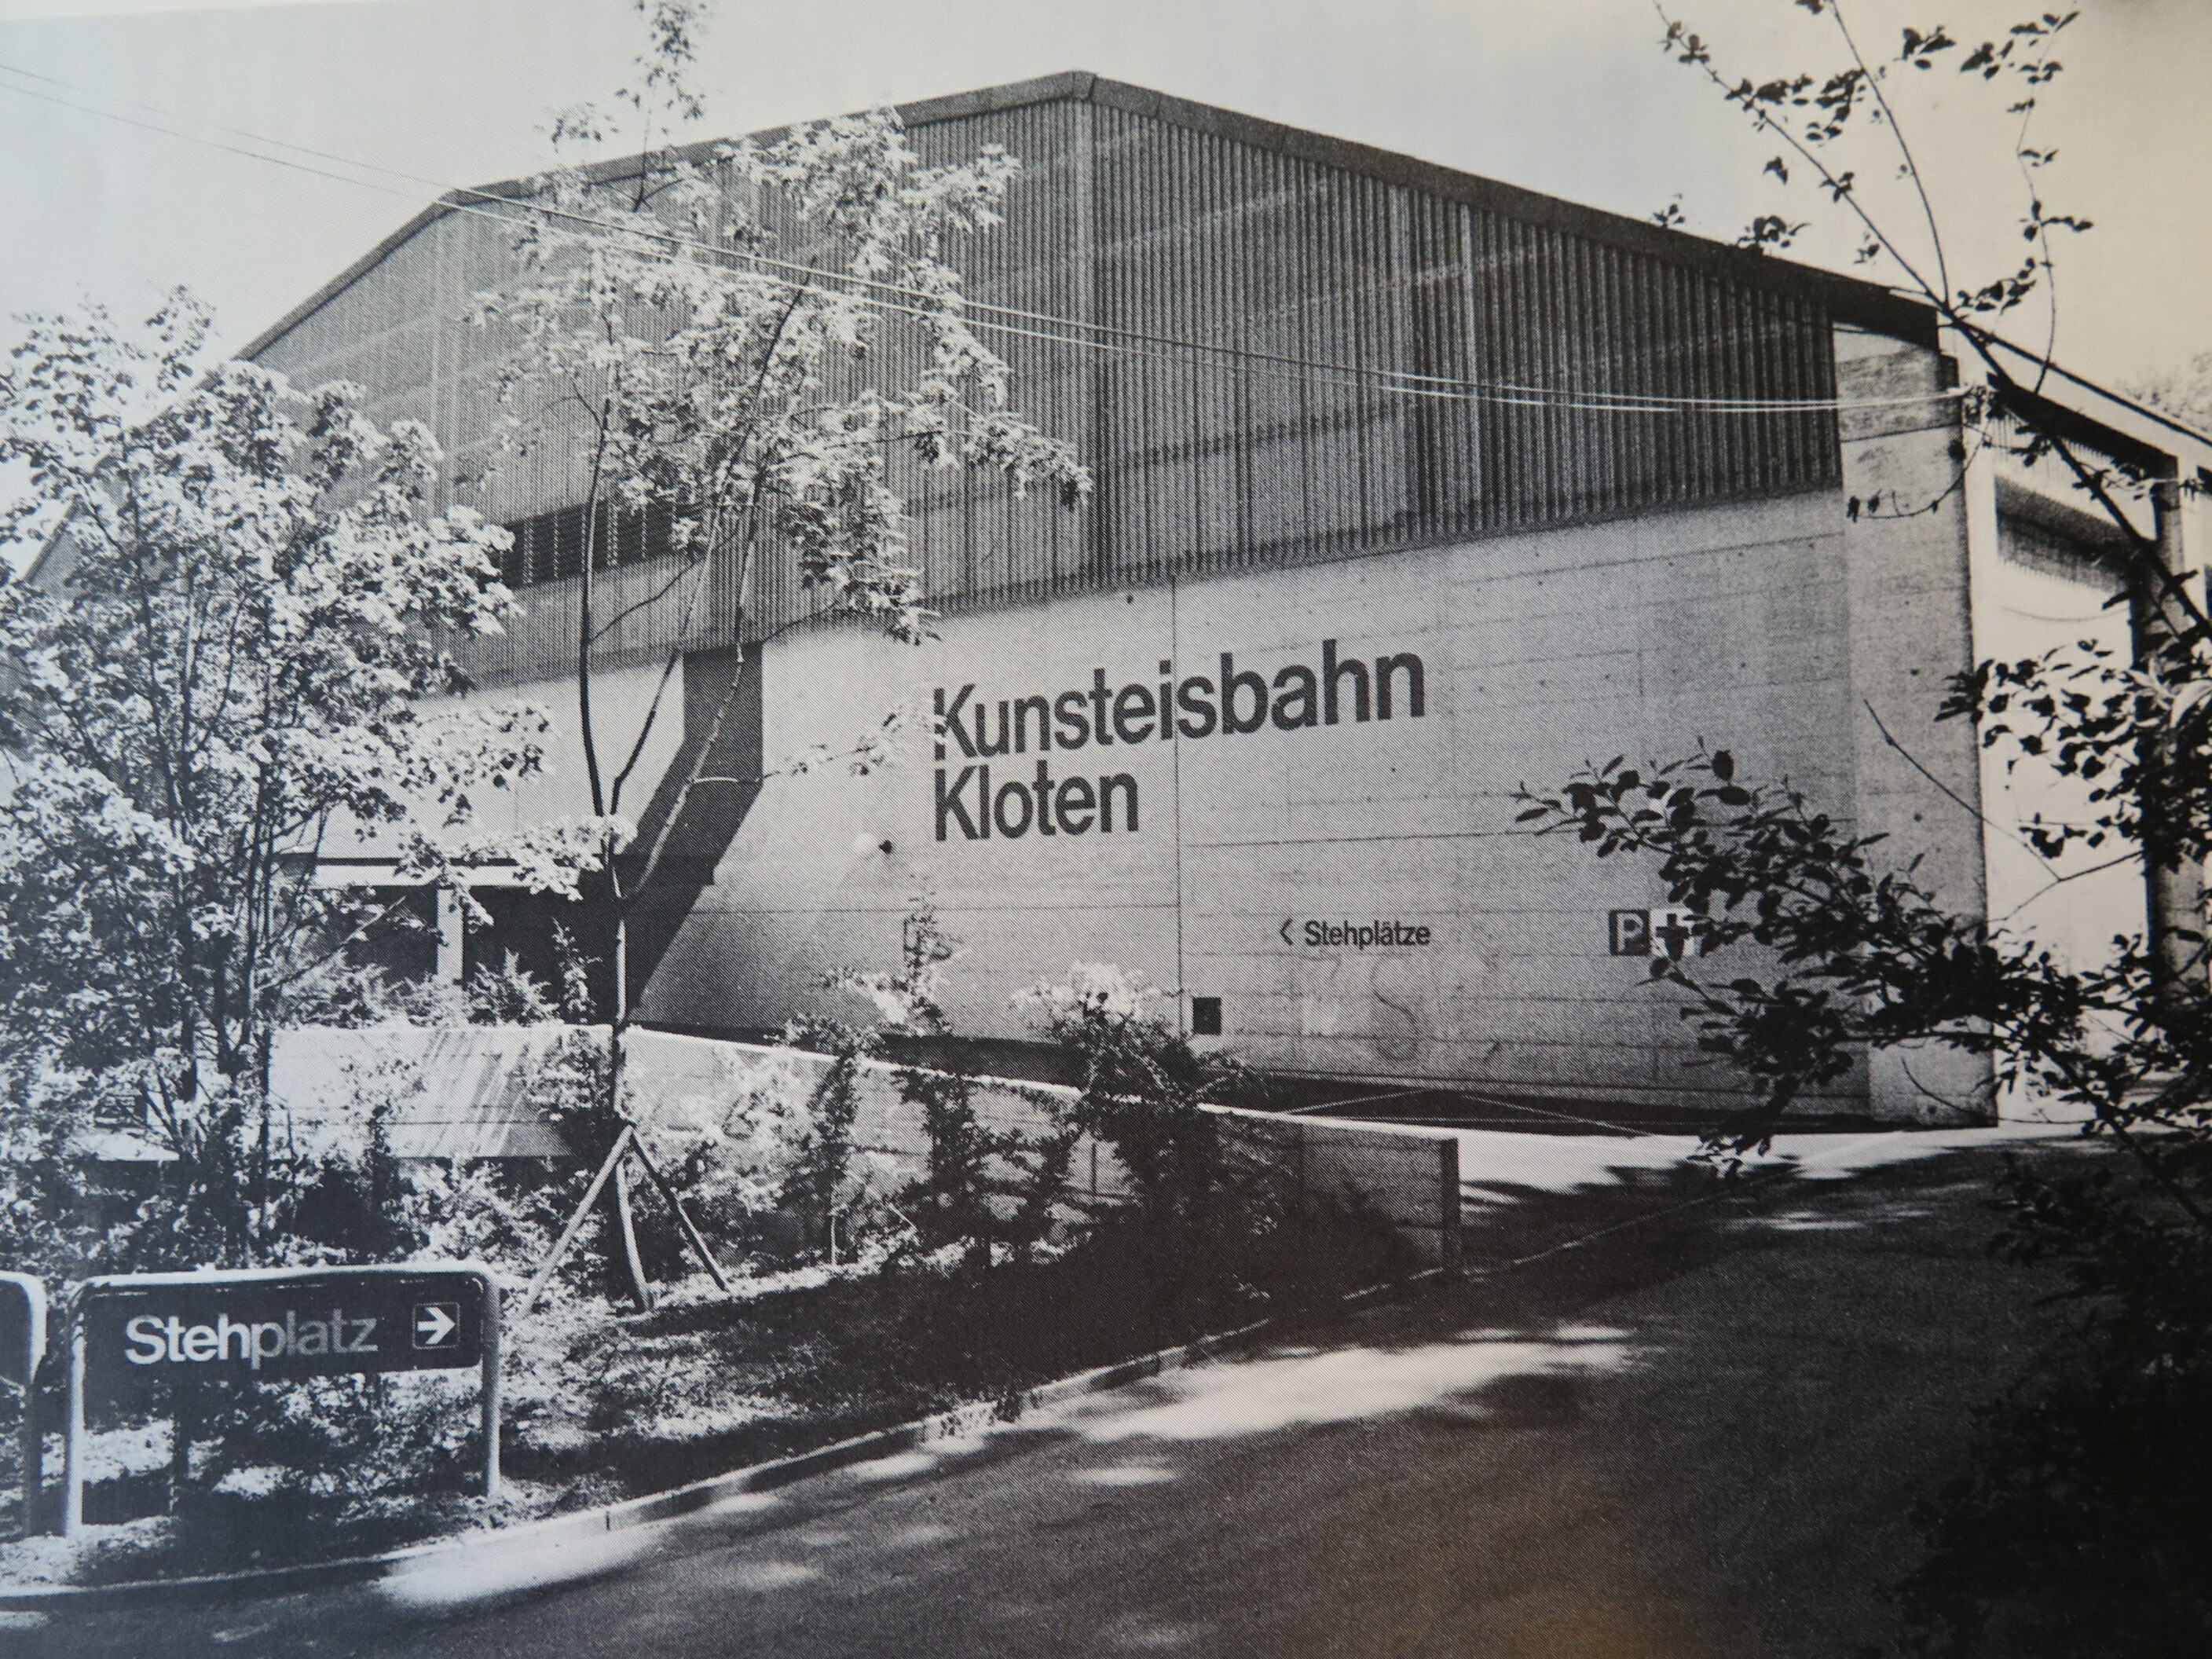 Kunsteisbahn
Kloten
< Stehplätze
P
Stehplatz →